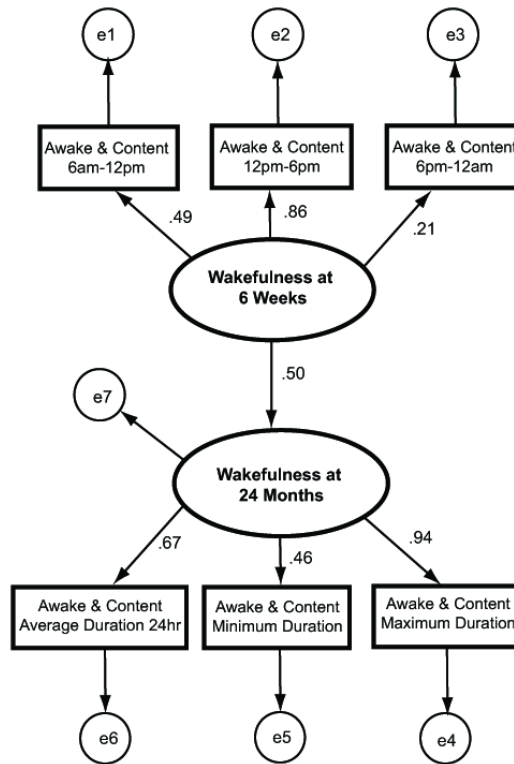 e1
e2
e3
Awake & Content
6am-12pm
Awake & Content
12pm-6pm
Awake & Content
6pm-12am
.49
.86
.21
Wakefulness at
6 Weeks
.50
e7
Wakefulness at
24 Months
.67
.46
.94
Awake & Content
Average Duration 24hr
Awake & Content
Minimum Duration
Awake & Content
Maximum Duration
e6
e5
e4